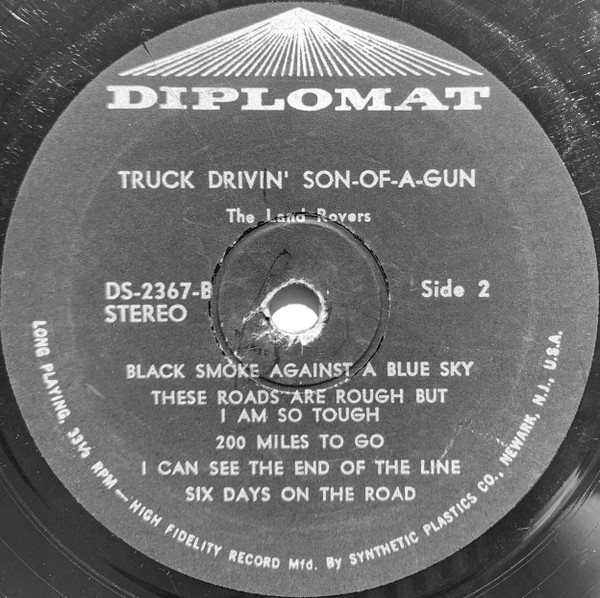 DIPLOMAT
TRUCK DRIVIN' SON-OF-A-GUN
The Land Rovers
DS-2367-B
STEREO
Side 2
BLACK SMOKE AGAINST A BLUE SKY
THESE ROADS ARE ROUGH BUT
I AM SO TOUGH
200 MILES TO GO
I CAN SEE THE END OF THE LINE
SIX DAYS ON THE ROAD
LONG PLAYING, 33⅓ RPM — HIGH FIDELITY RECORD Mfd. By SYNTHETIC PLASTICS CO., NEWARK, N.J., U.S.A.